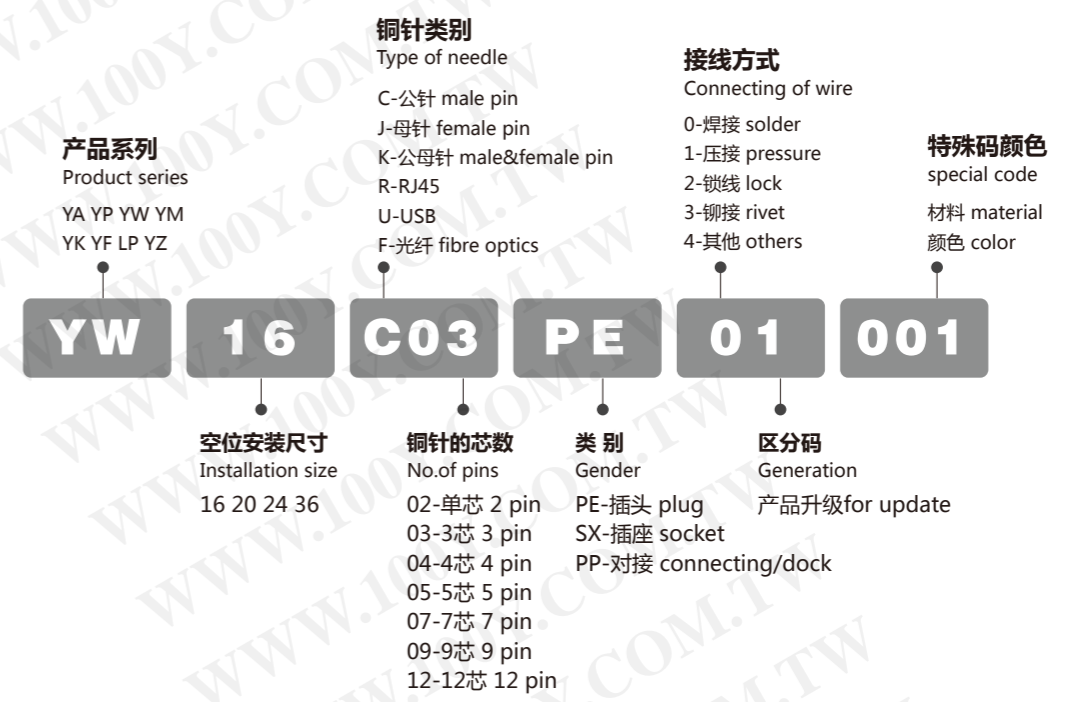 铜针类别
Type of needle
C-公针 male pin
J-母针 female pin
K-公母针 male&female pin
R-RJ45
U-USB
F-光纤 fibre optics
接线方式
Connecting of wire
0-焊接 solder
1-压接 pressure
2-锁线 lock
3-铆接 rivet
4-其他 others
产品系列
Product series
YA YP YW YM
YK YF LP YZ
特殊码颜色
special code
材料 material
颜色 color
YW 16 C03 PE 01 001
空位安装尺寸
Installation size
16 20 24 36
铜针的芯数
No.of pins
02-单芯 2 pin
03-3芯 3 pin
04-4芯 4 pin
05-5芯 5 pin
07-7芯 7 pin
09-9芯 9 pin
12-12芯 12 pin
类 别
Gender
PE-插头 plug
SX-插座 socket
PP-对接 connecting/dock
区分码
Generation
产品升级for update
WWW.100Y.COM.TW